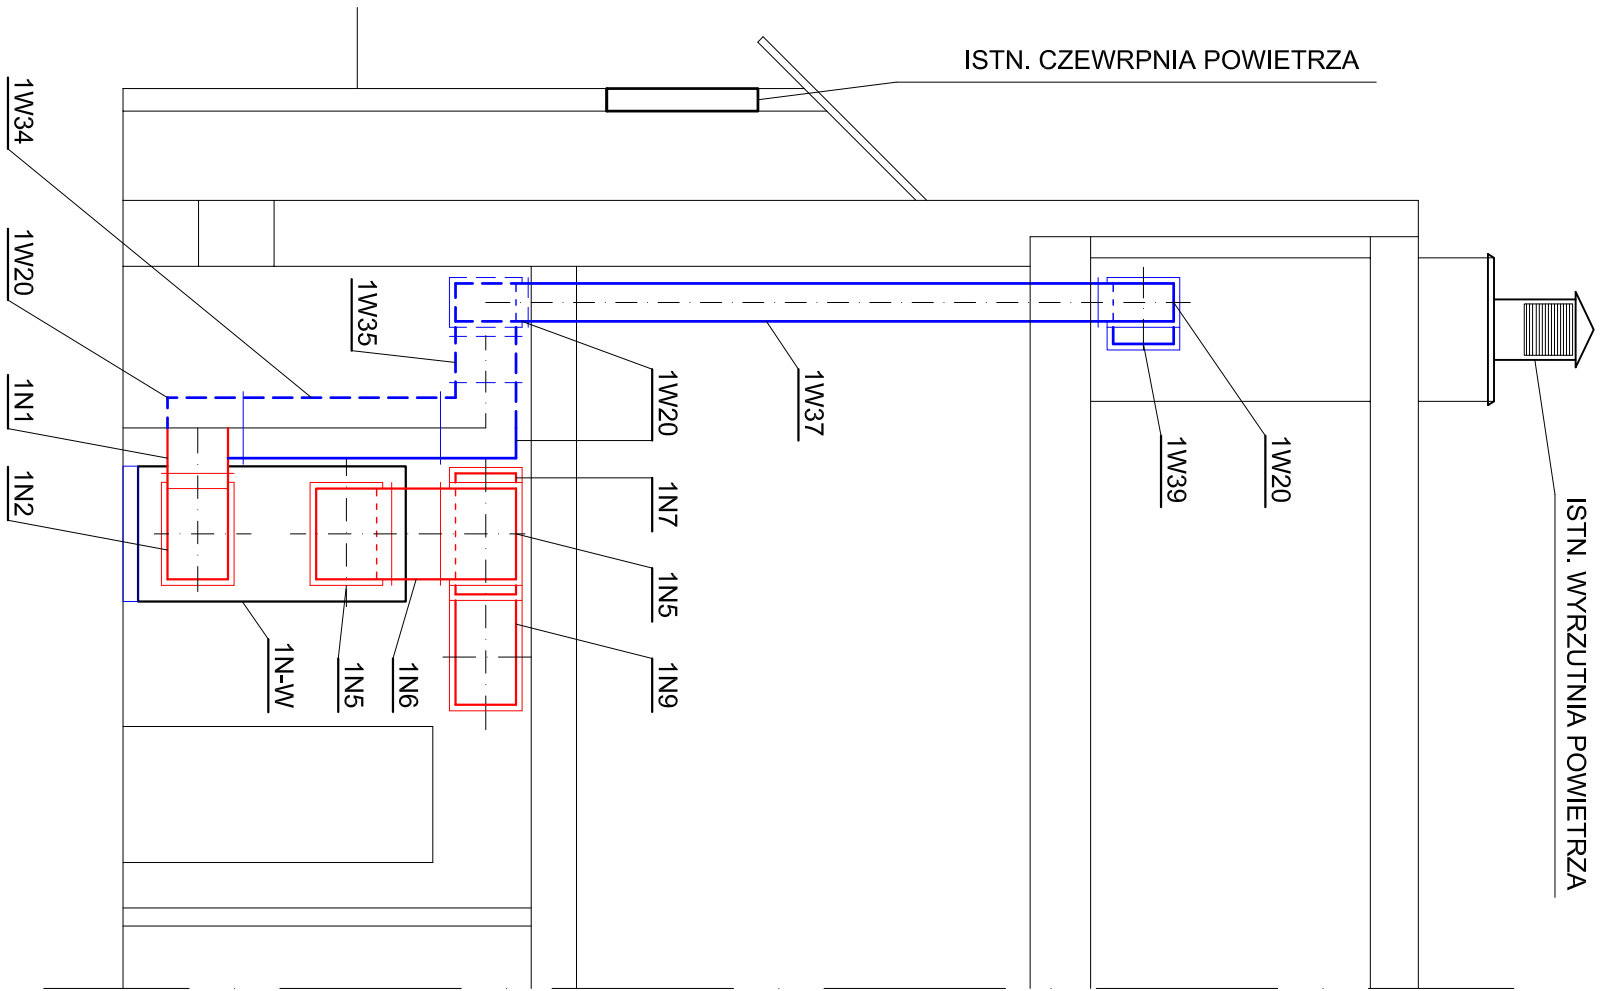 ISTN. CZEWRPNIA POWIETRZA
1W34
1W20
1N1
1N2
1W35
1W20
1W37
1W39
1W20
1N7
1N5
1N9
1N-W
1N5
1N6
ISTN. WYRZUTNIA POWIETRZA